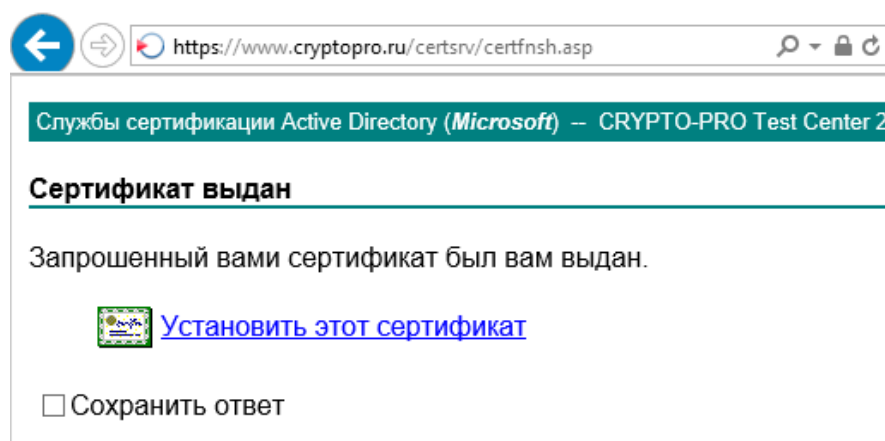 https://www.cryptopro.ru/certsrv/certfnsh.asp
Службы сертификации Active Directory (Microsoft) -- CRYPTO-PRO Test Center 2
Сертификат выдан
Запрошенный вами сертификат был вам выдан.
Установить этот сертификат
Сохранить ответ